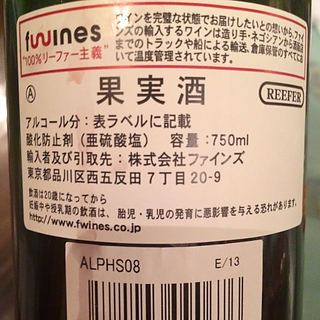 fwines
"100%リーファー主義"
ワインを完璧な状態でお届けしたいとの想いから、ファイ
ンズの輸入するワインは造り手・ネゴシアンから酒販店
までのトラックや船による輸送、倉庫保管のすべてにおい
て温度管理されています。
A
果実酒
REEFER
アルコール分：表ラベルに記載
酸化防止剤（亜硫酸塩） 容量：750ml
輸入者及び引取先：株式会社ファインズ
東京都品川区西五反田７丁目20-9
飲酒は20歳になってから
妊娠中や授乳期の飲酒は、胎児・乳児の発育に悪影響を与える恐れがあります。
http://www.fwines.co.jp
ALPHS08
E/13